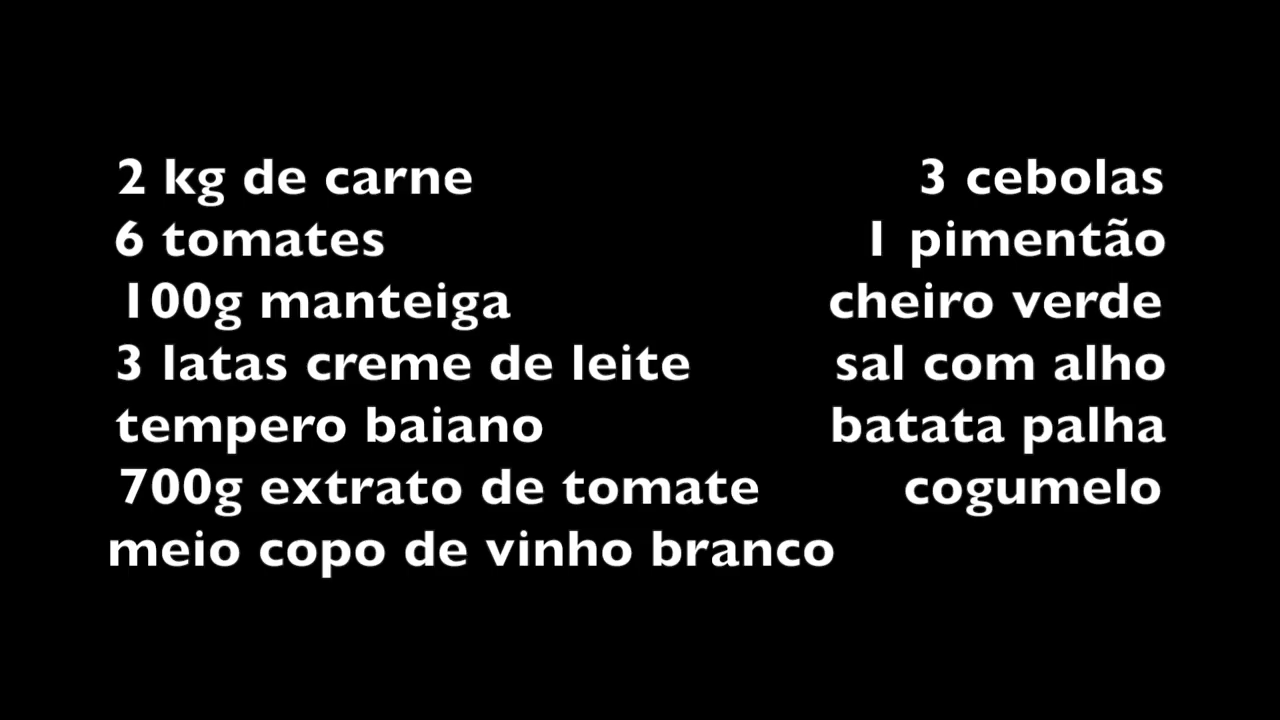 2 kg de carne 3 cebolas
6 tomates 1 pimentão
100g manteiga cheiro verde
3 latas creme de leite sal com alho
tempero baiano batata palha
700g extrato de tomate cogumelo
meio copo de vinho branco